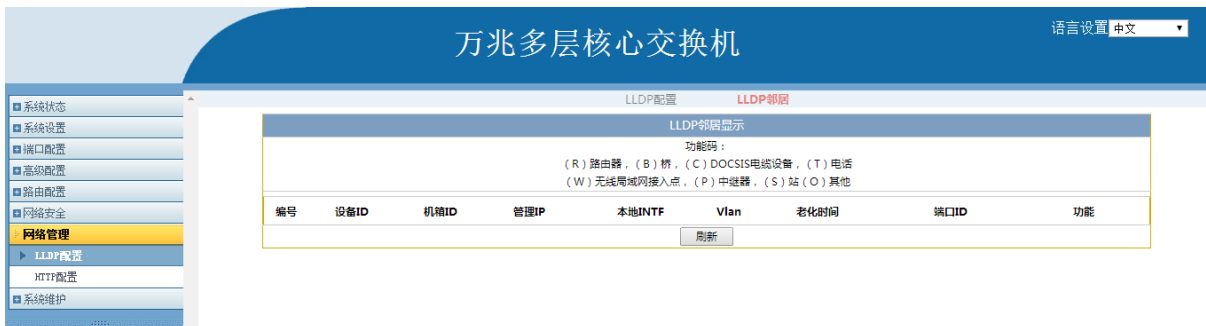 万兆多层核心交换机
语言设置 中文
系统状态
系统设置
端口配置
高级配置
路由配置
网络安全
网络管理
LLDP配置
HTTP配置
系统维护
LLDP配置 LLDP邻居
LLDP邻居显示
功能码：
（R）路由器，（B）桥，（C）DOCSIS电缆设备，（T）电话
（W）无线局域网接入点，（P）中继器，（S）站（O）其他
编号 设备ID 机箱ID 管理IP 本地INTF Vlan 老化时间 端口ID 功能
刷新